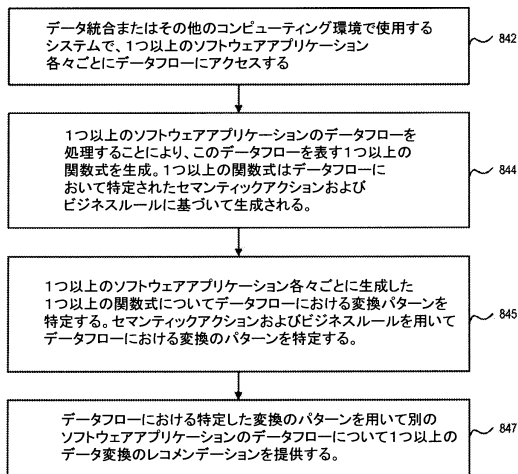 データ統合またはその他のコンピューティング環境で使用する
システムで、1つ以上のソフトウェアアプリケーション
各々ごとにデータフローにアクセスする
842
1つ以上のソフトウェアアプリケーションのデータフローを
処理することにより、このデータフローを表す1つ以上の
関数式を生成。1つ以上の関数式はデータフローに
おいて特定されたセマンティックアクションおよび
ビジネスルールに基づいて生成される。
844
1つ以上のソフトウェアアプリケーション各々ごとに生成した
1つ以上の関数式についてデータフローにおける変換パターンを
特定する。セマンティックアクションおよびビジネスルールを用いて
データフローにおける変換のパターンを特定する。
845
データフローにおける特定した変換のパターンを用いて別の
ソフトウェアアプリケーションのデータフローについて1つ以上の
データ変換のレコメンデーションを提供する。
847